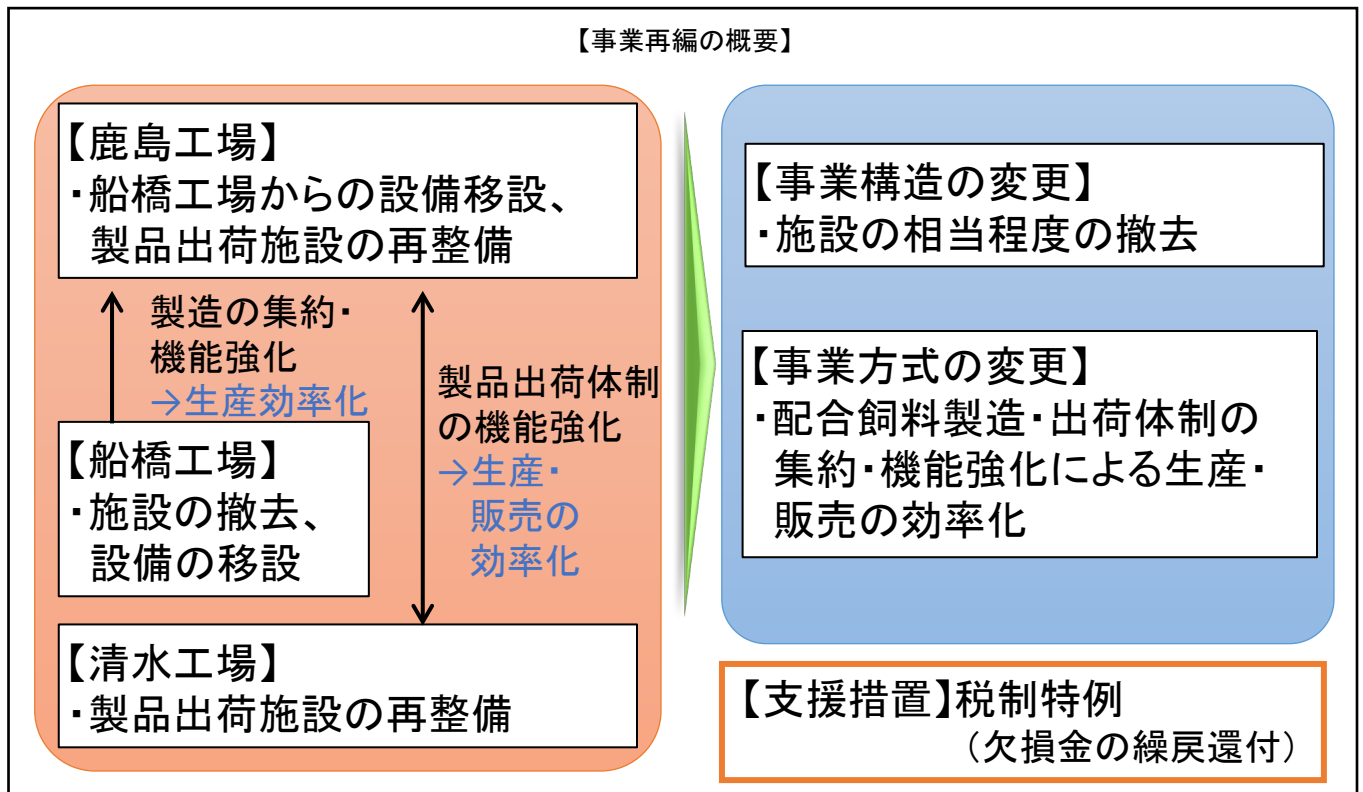 【事業再編の概要】
【鹿島工場】
・船橋工場からの設備移設、
製品出荷施設の再整備
製造の集約・
機能強化
→生産効率化
製品出荷体制
の機能強化
→生産・
販売の
効率化
【船橋工場】
・施設の撤去、
設備の移設
【清水工場】
・製品出荷施設の再整備
【事業構造の変更】
・施設の相当程度の撤去
【事業方式の変更】
・配合飼料製造・出荷体制の
集約・機能強化による生産・
販売の効率化
【支援措置】税制特例
（欠損金の繰戻還付）